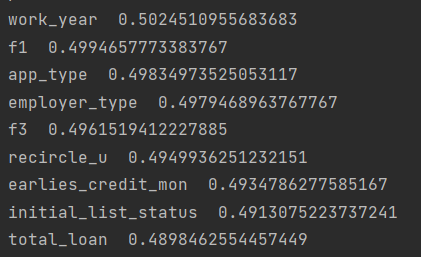 work_year  0.5024510955683683
f1  0.4994657773383767
app_type  0.49834973525053117
employer_type  0.4979468963767767
f3  0.4961519412227885
recircle_u  0.4949936251232151
earlies_credit_mon  0.4934786277585167
initial_list_status  0.4913075223737241
total_loan  0.4898462554457449